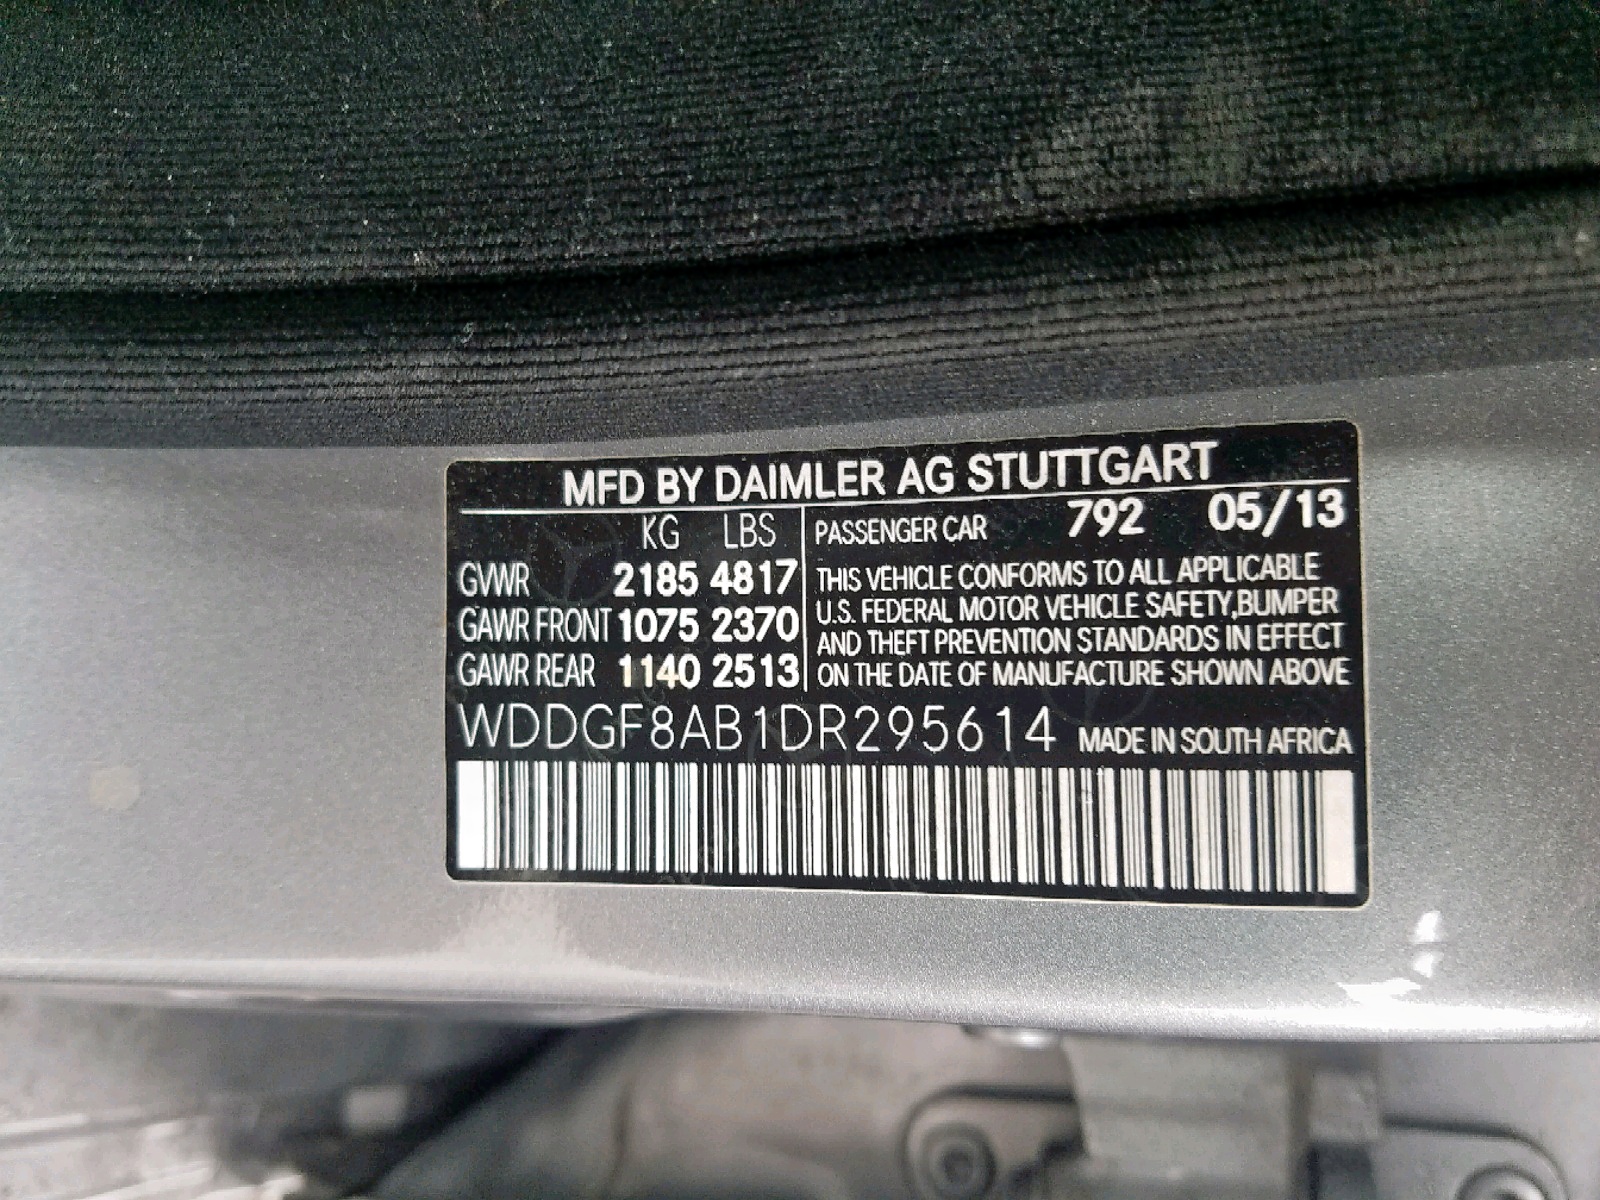 MFD BY DAIMLER AG STUTTGART
KG LBS
GVWR 2185 4817
GAWR FRONT 1075 2370
GAWR REAR 1140 2513
PASSENGER CAR 792 05/13
THIS VEHICLE CONFORMS TO ALL APPLICABLE
U.S. FEDERAL MOTOR VEHICLE SAFETY,BUMPER
AND THEFT PREVENTION STANDARDS IN EFFECT
ON THE DATE OF MANUFACTURE SHOWN ABOVE
WDDGF8AB1DR295614 MADE IN SOUTH AFRICA